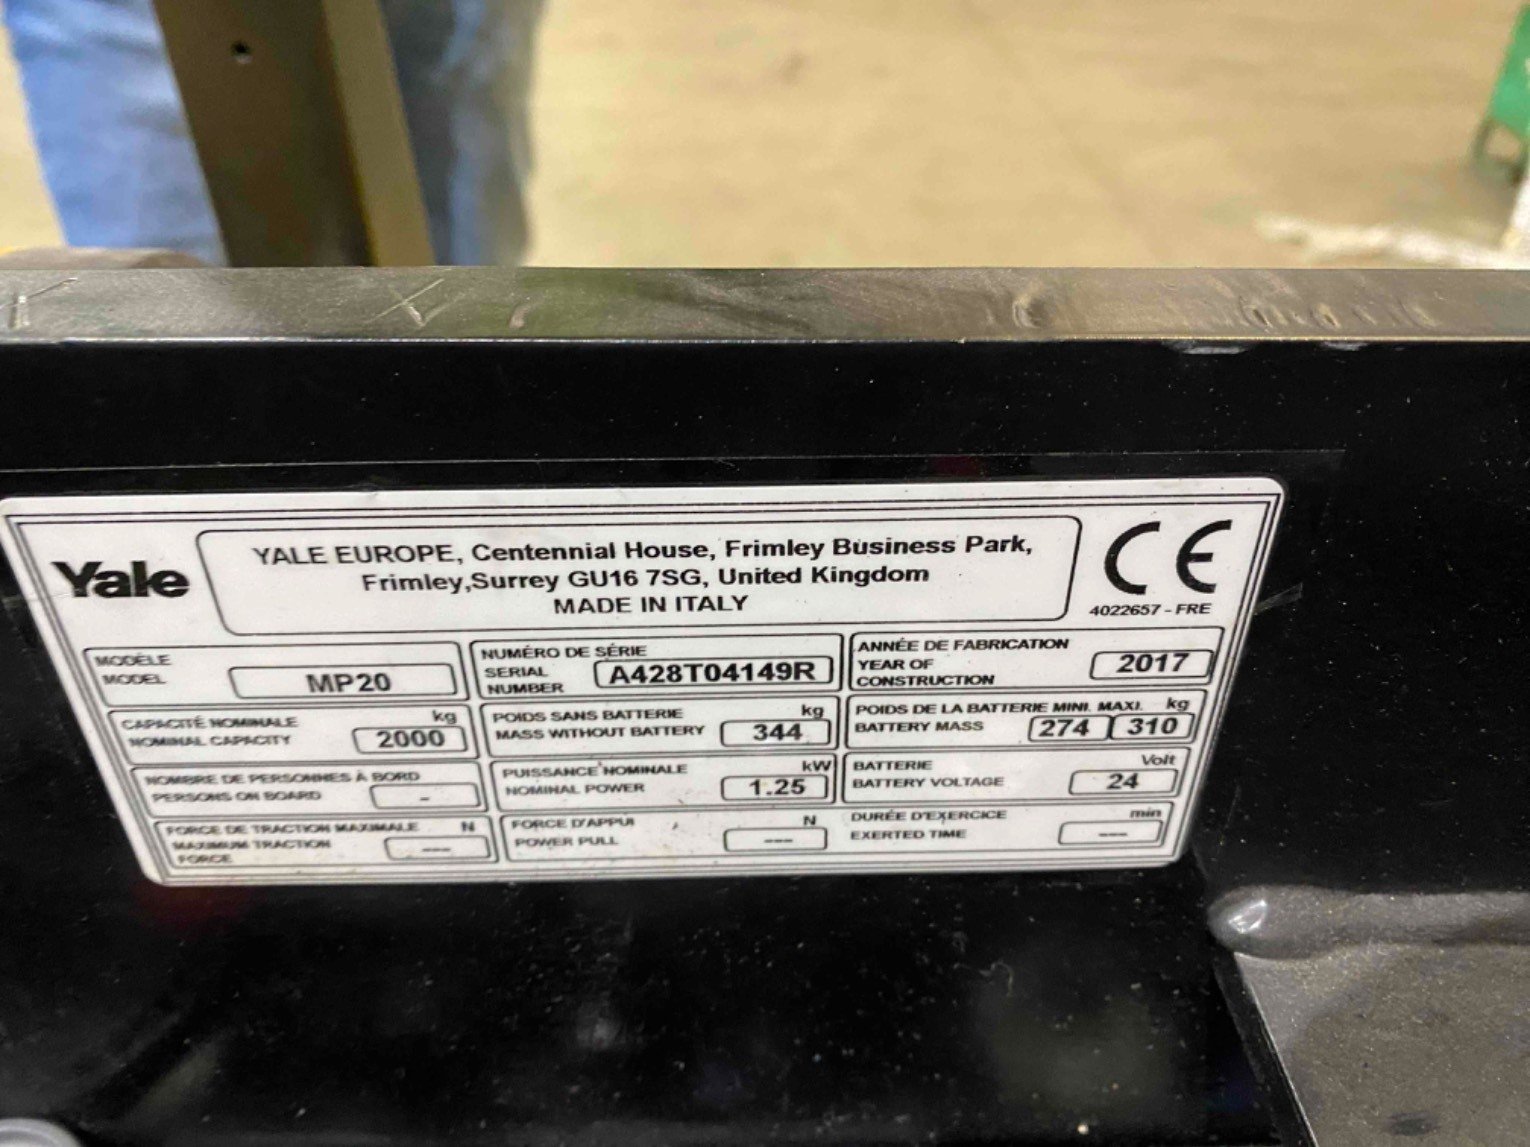 Yale
YALE EUROPE, Centennial House, Frimley Business Park,
Frimley,Surrey GU16 7SG, United Kingdom
MADE IN ITALY
CE
4022657 - FRE
MODÈLE
MODEL
MP20
NUMÉRO DE SÉRIE
SERIAL
NUMBER
A428T04149R
ANNÉE DE FABRICATION
YEAR OF
CONSTRUCTION
2017
CAPACITÉ NOMINALE kg
NOMINAL CAPACITY 2000
POIDS SANS BATTERIE kg
MASS WITHOUT BATTERY 344
POIDS DE LA BATTERIE MINI. MAXI. kg
BATTERY MASS 274 310
NOMBRE DE PERSONNES À BORD
PERSONS ON BOARD -
PUISSANCE NOMINALE kW
NOMINAL POWER 1.25
BATTERIE Volt
BATTERY VOLTAGE 24
FORCE DE TRACTION MAXIMALE N
MAXIMUM TRACTION
FORCE ---
FORCE D'APPUI N
POWER PULL ---
DURÉE D'EXERCICE min
EXERTED TIME ---